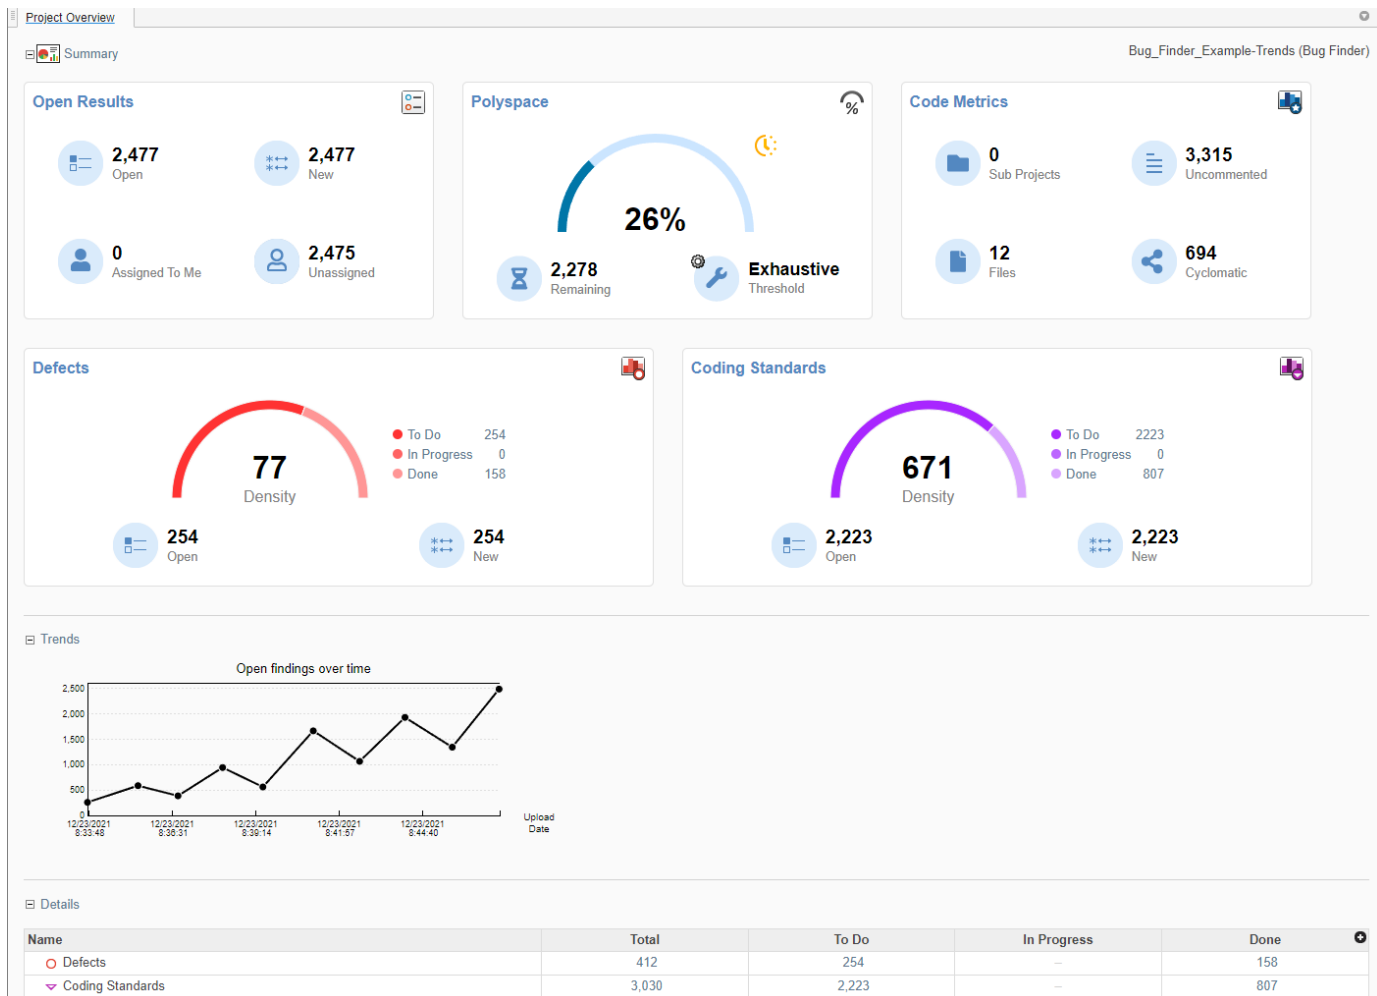 Project Overview
Summary
Bug_Finder_Example-Trends (Bug Finder)
Open Results
2,477
Open
2,477
New
0
Assigned To Me
2,475
Unassigned
Polyspace
%
26%
2,278
Remaining
Exhaustive
Threshold
Code Metrics
0
Sub Projects
3,315
Uncommented
12
Files
694
Cyclomatic
Defects
77
Density
To Do 254
In Progress 0
Done 158
254
Open
254
New
Coding Standards
671
Density
To Do 2223
In Progress 0
Done 807
2,223
Open
2,223
New
Trends
Open findings over time
2,500
2,000
1,500
1,000
500
0
12/23/2021 12/23/2021 12/23/2021 12/23/2021 12/23/2021
8:33:48 8:36:31 8:39:14 8:41:57 8:44:40
Upload
Date
Details
Name Total To Do In Progress Done
Defects 412 254 – 158
Coding Standards 3,030 2,223 – 807